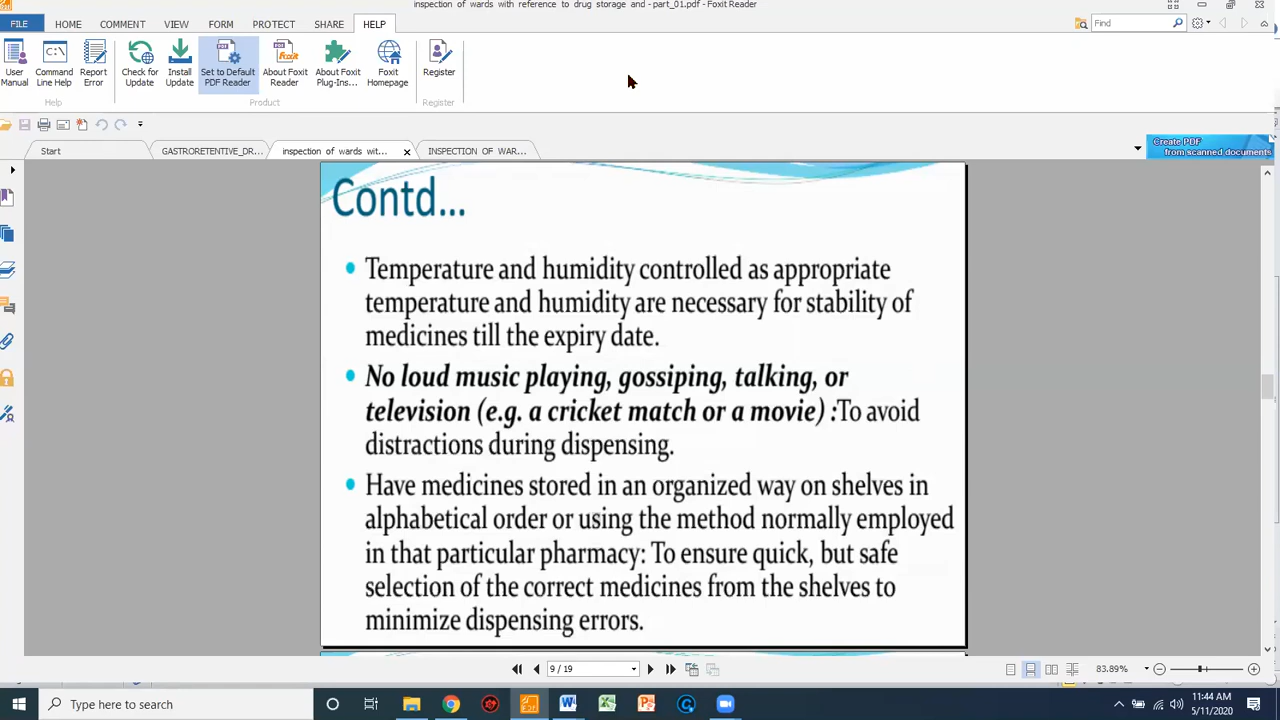 inspection of wards with reference to drug storage and - part_01.pdf - Foxit Reader
FILE HOME COMMENT VIEW FORM PROTECT SHARE HELP Find
User Manual
Command Line Help
Report Error
Check for Update
Install Update
Set to Default PDF Reader
About Foxit Reader
About Foxit Plug-Ins...
Foxit Homepage
Register
Help Product Register
Start GASTRORETENTIVE_DR... inspection of wards wit... INSPECTION OF WAR...
Create PDF
from scanned documents
Contd...
Temperature and humidity controlled as appropriate
temperature and humidity are necessary for stability of
medicines till the expiry date.
No loud music playing, gossiping, talking, or
television (e.g. a cricket match or a movie) :To avoid
distractions during dispensing.
Have medicines stored in an organized way on shelves in
alphabetical order or using the method normally employed
in that particular pharmacy: To ensure quick, but safe
selection of the correct medicines from the shelves to
minimize dispensing errors.
9 / 19 83.89%
Type here to search
11:44 AM
5/11/2020